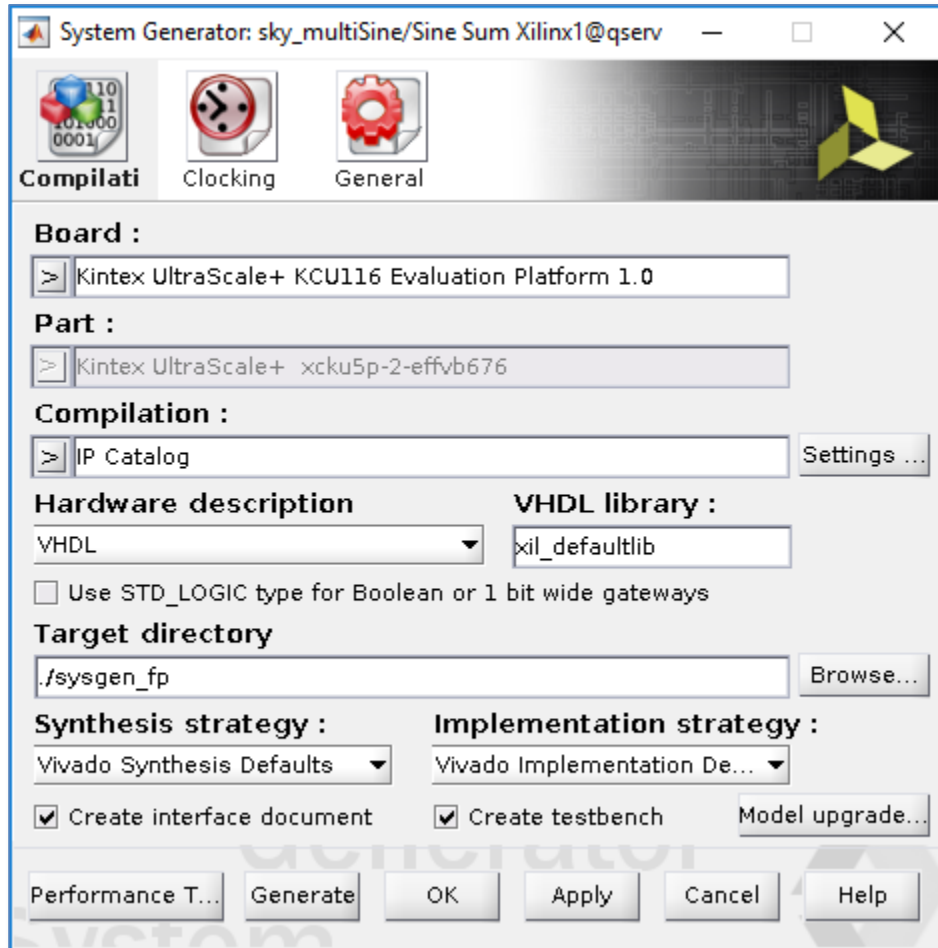 System Generator: sky_multiSine/Sine Sum Xilinx1@qserv
Compilati Clocking General
Board :
> Kintex UltraScale+ KCU116 Evaluation Platform 1.0
Part :
> Kintex UltraScale+ xcku5p-2-effvb676
Compilation :
> IP Catalog Settings ...
Hardware description VHDL library :
VHDL xil_defaultlib
Use STD_LOGIC type for Boolean or 1 bit wide gateways
Target directory
./sysgen_fp Browse...
Synthesis strategy : Implementation strategy :
Vivado Synthesis Defaults Vivado Implementation De...
Create interface document Create testbench Model upgrade...
Performance T... Generate OK Apply Cancel Help